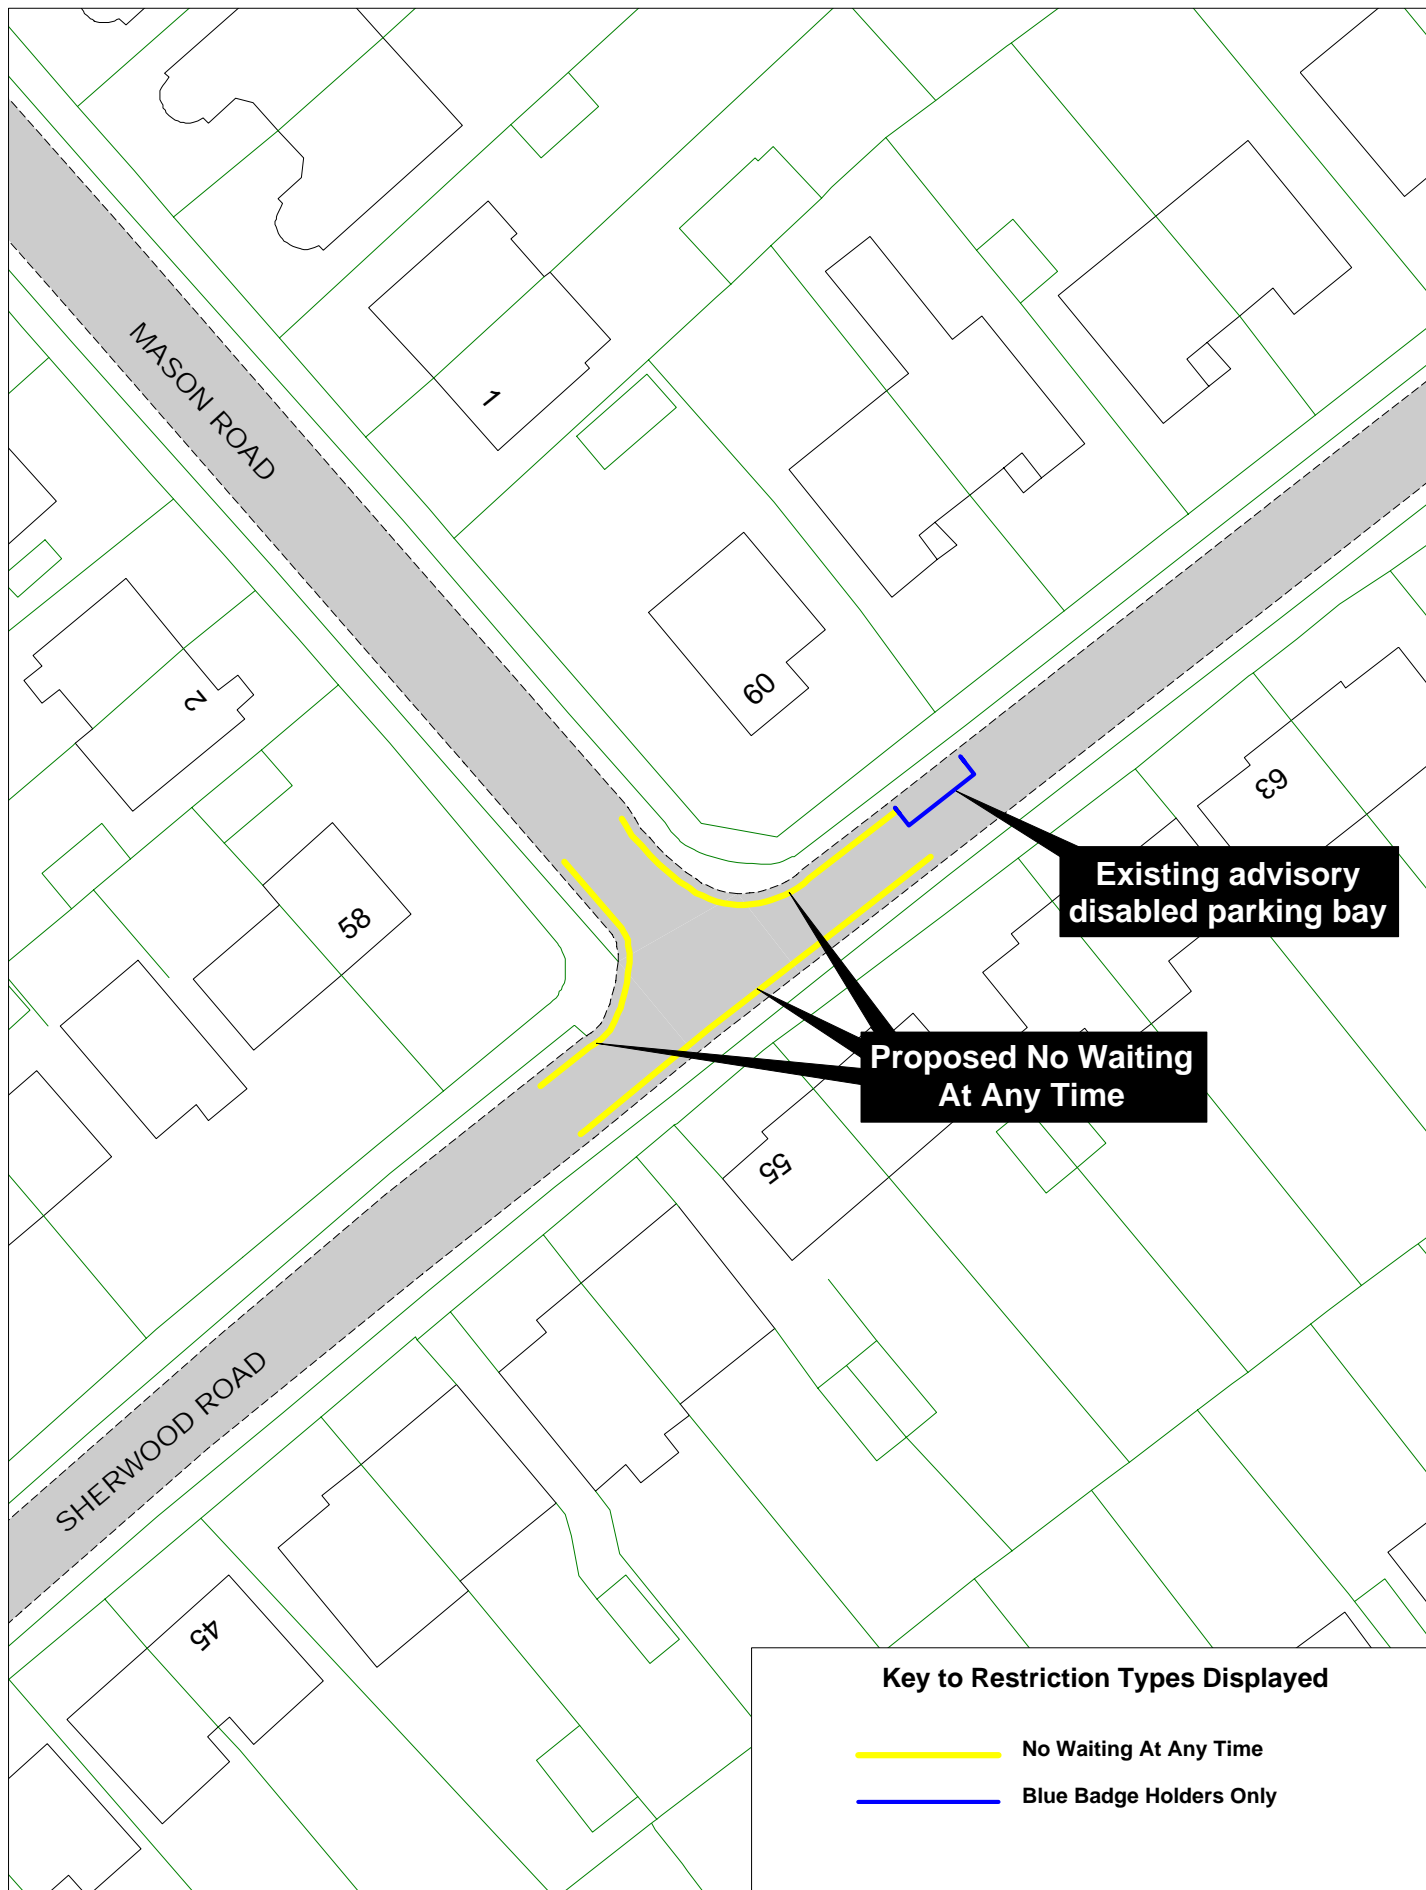 MASON ROAD
1
2
60
63
58
Existing advisory
disabled parking bay
Proposed No Waiting
At Any Time
55
SHERWOOD ROAD
45
Key to Restriction Types Displayed
No Waiting At Any Time
Blue Badge Holders Only